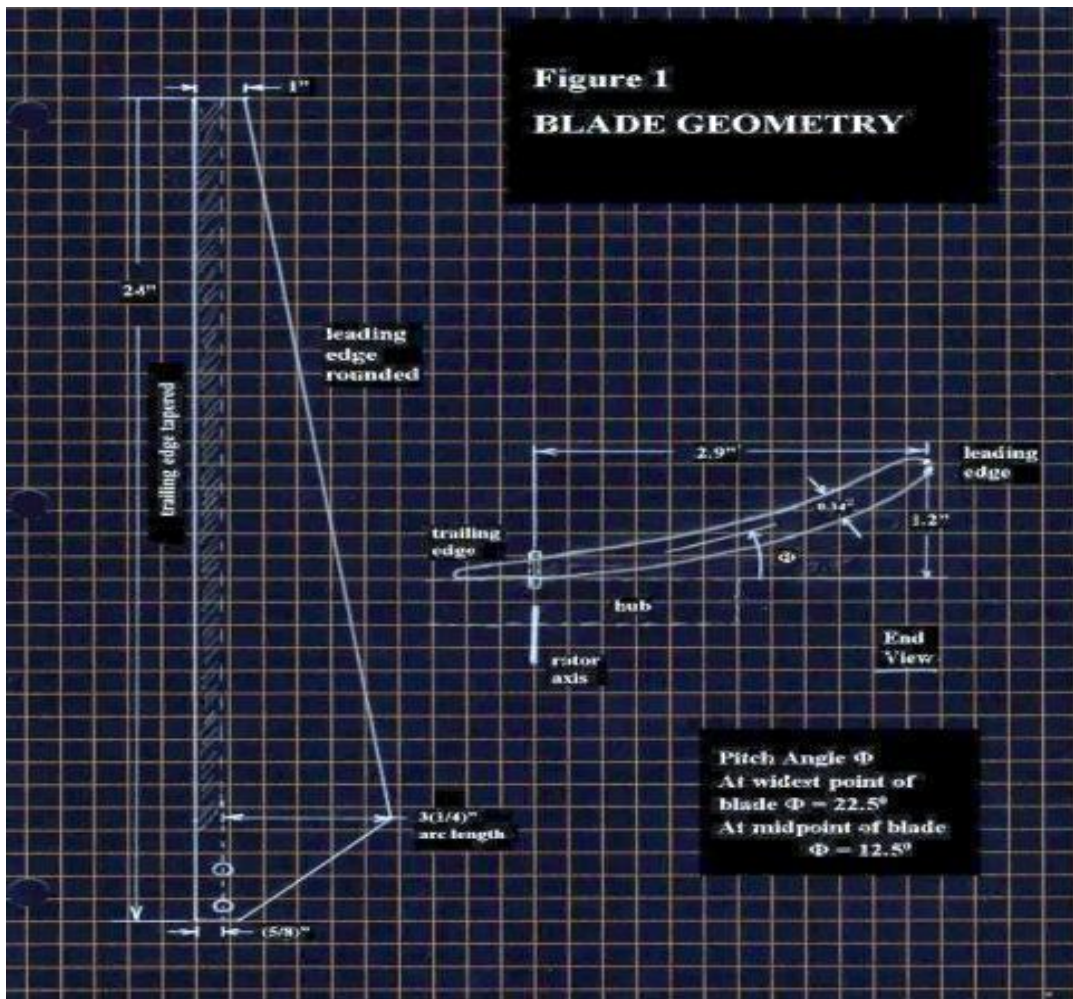 Figure 1
BLADE GEOMETRY
1"
leading
edge
rounded
trailing edge tapered
2.9"
leading
edge
1.2"
trailing
edge
Φ
hub
rotor
axis
End
View
3(1/4)"
arc length
(5/8)"
Pitch Angle Φ
At widest point of
blade Φ = 22.5°
At midpoint of blade
Φ = 12.5°